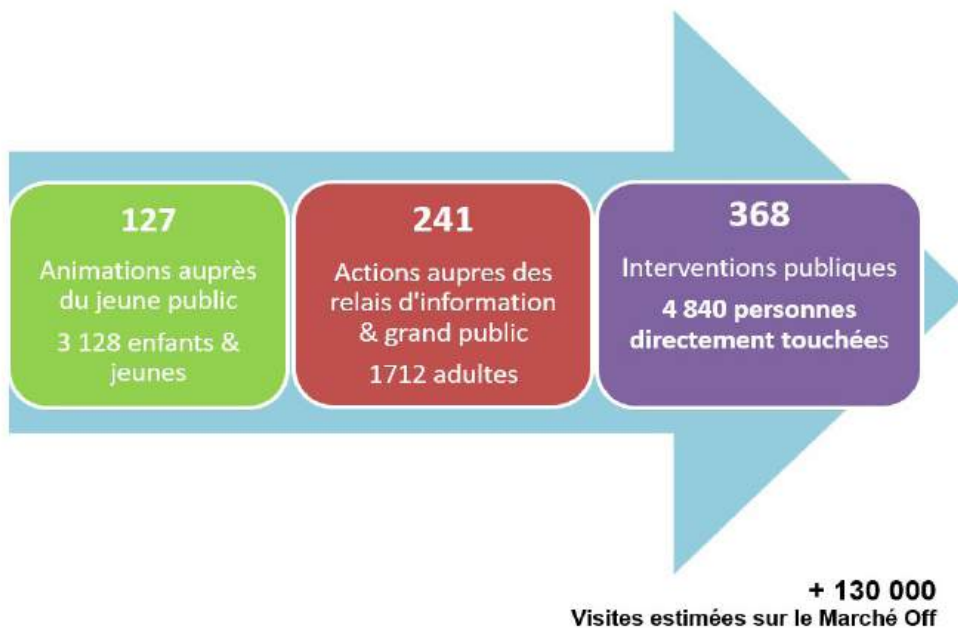 127
Animations auprès
du jeune public
3 128 enfants &
jeunes
241
Actions aupres des
relais d'information
& grand public
1712 adultes
368
Interventions publiques
4 840 personnes
directement touchées
+ 130 000
Visites estimées sur le Marché Off